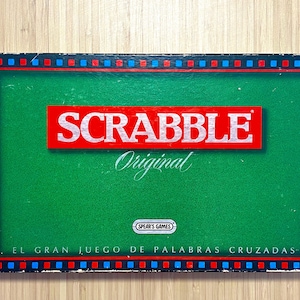 SCRABBLE
Original
SPEAR'S GAMES
EL GRAN JUEGO DE PALABRAS CRUZADAS